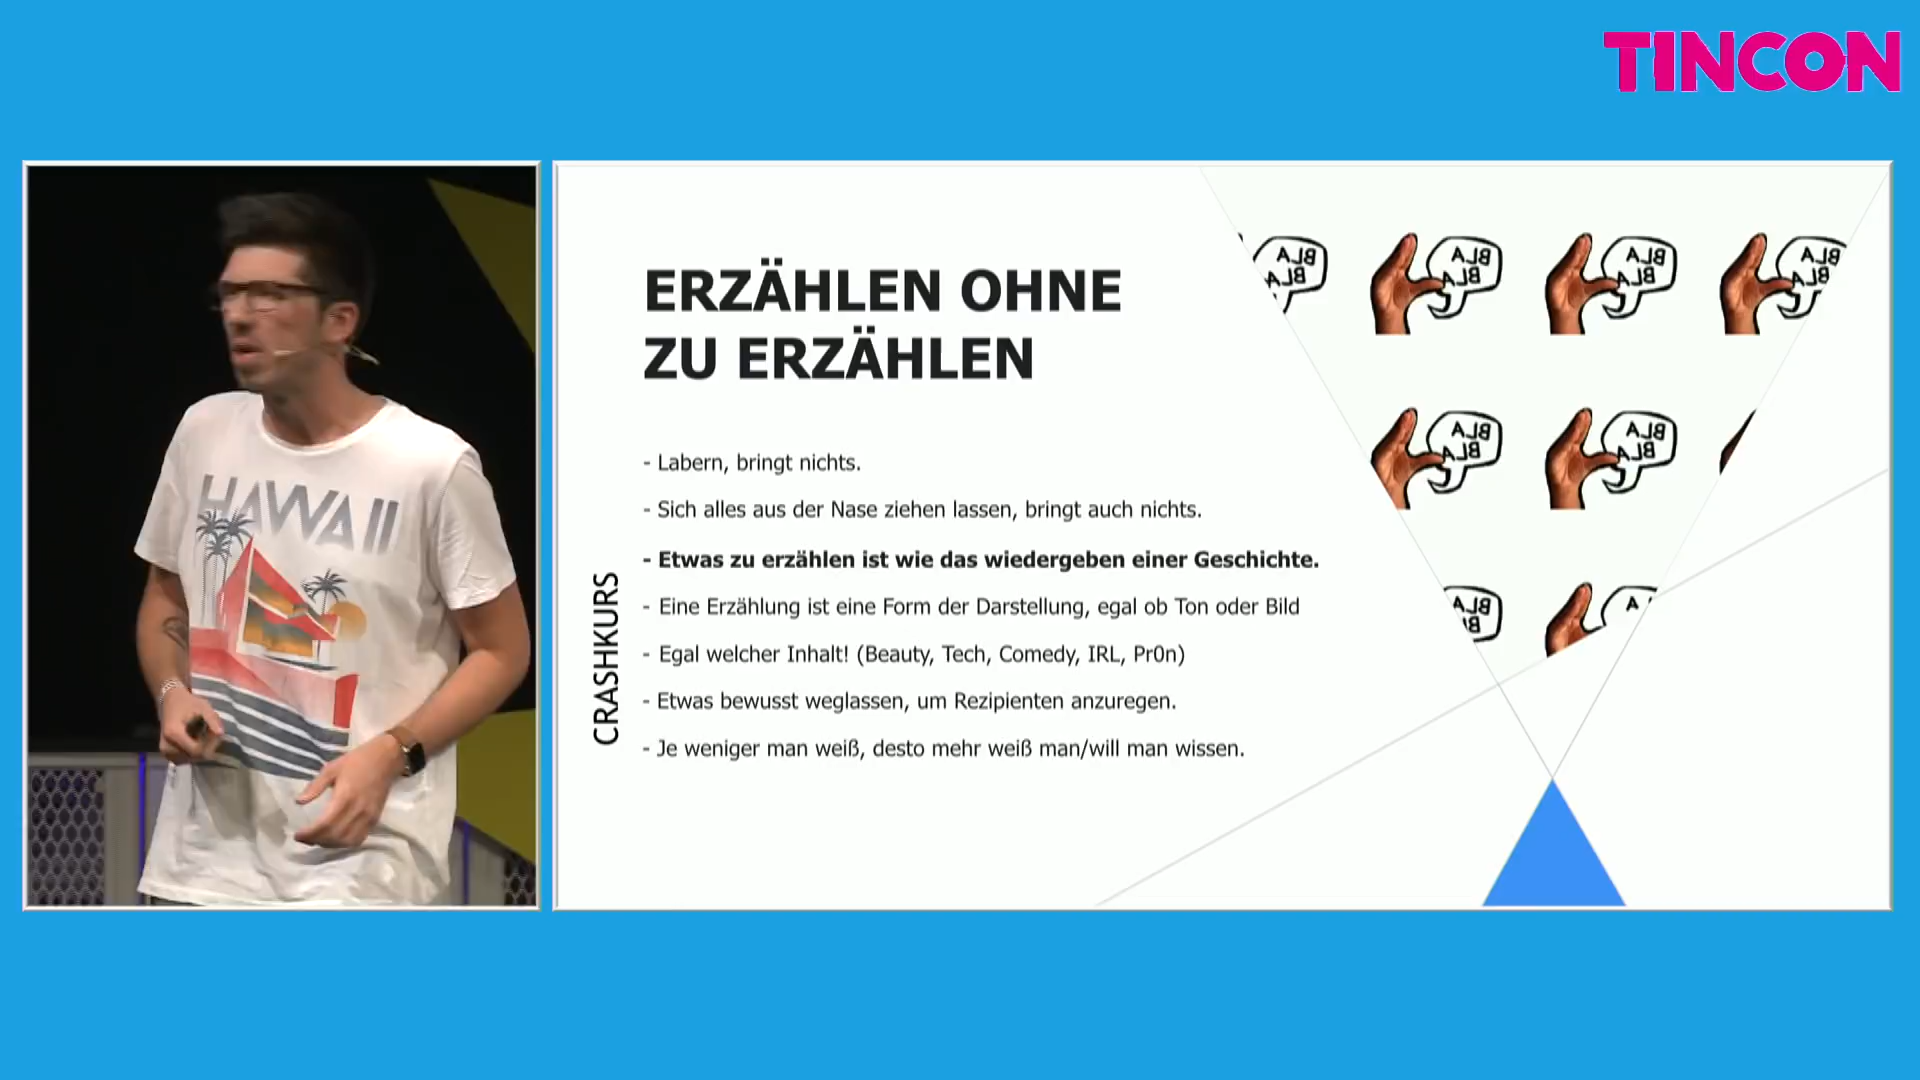 TINCON
HAWAII
ERZÄHLEN OHNE
ZU ERZÄHLEN
- Labern, bringt nichts.
- Sich alles aus der Nase ziehen lassen, bringt auch nichts.
- Etwas zu erzählen ist wie das wiedergeben einer Geschichte.
- Eine Erzählung ist eine Form der Darstellung, egal ob Ton oder Bild
- Egal welcher Inhalt! (Beauty, Tech, Comedy, IRL, Pr0n)
- Etwas bewusst weglassen, um Rezipienten anzuregen.
- Je weniger man weiß, desto mehr weiß man/will man wissen.
CRASHKURS
BLA
BLA
BLA
BLA
BLA
BLA
BLA
BLA
BLA
BLA
BLA
BLA
BLA